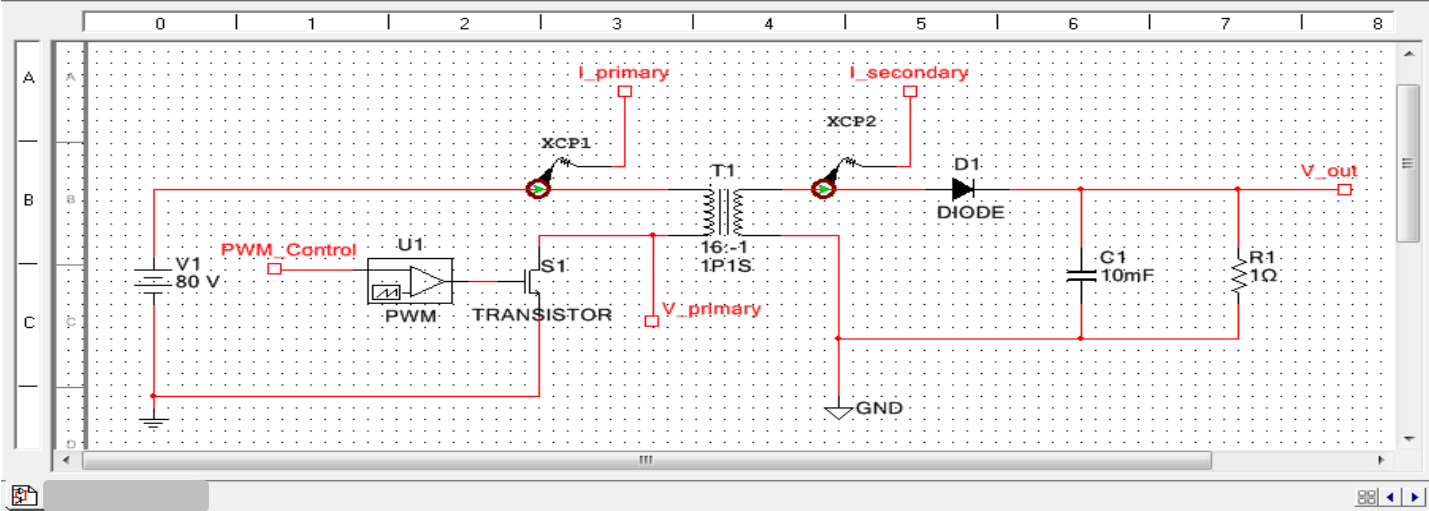 0 1 2 3 4 5 6 7 8
A A
I_primary I_secondary
XCP2
XCP1
T1 D1
V_out
B B
DIODE
PWM_Control U1
16:-1
V1 S1 1P1S C1 R1
80 V 10mF 1Ω
PWM TRANSISTOR V_primary
C C
GND
D